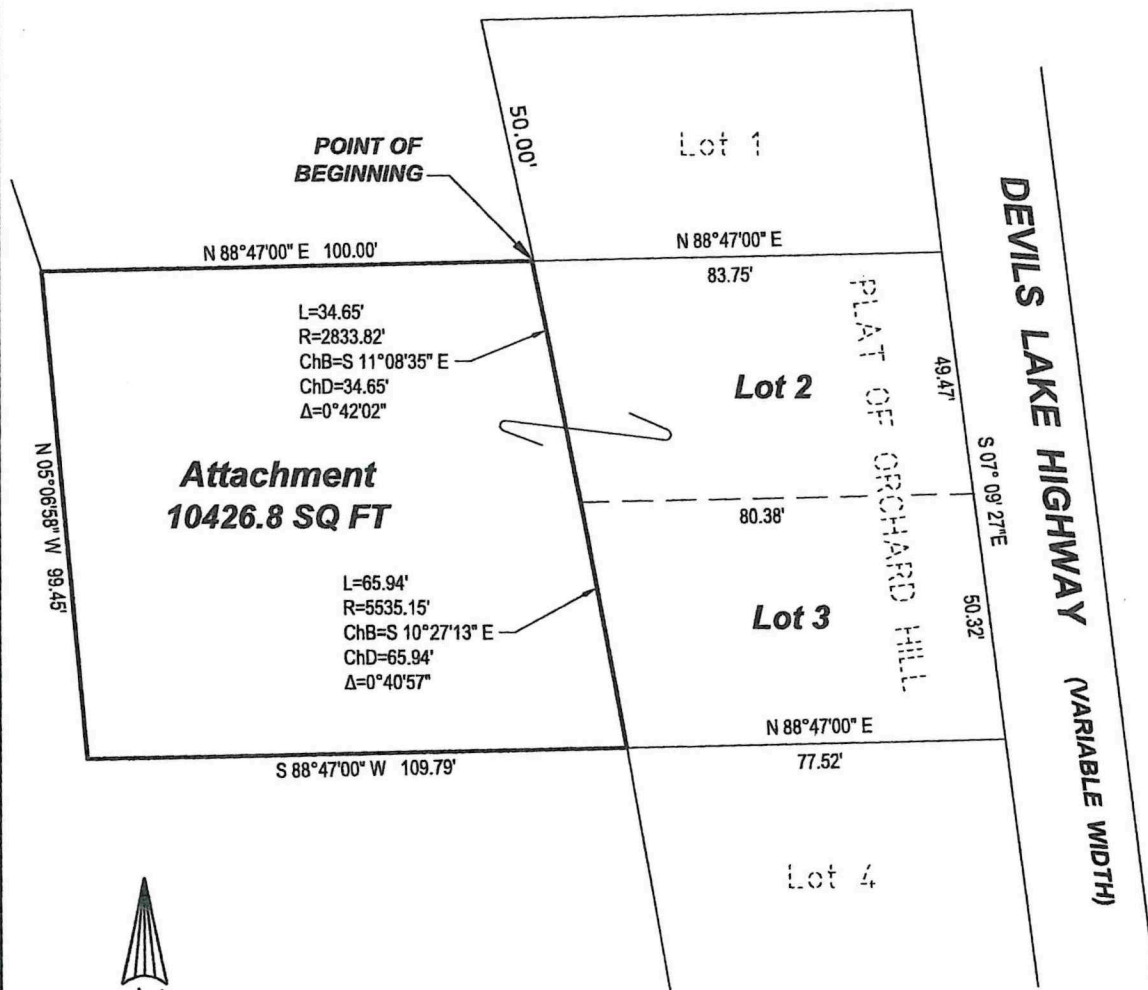 50.00'
Lot 1
POINT OF
BEGINNING
N 88°47'00" E 100.00'
N 88°47'00" E
83.75'
L=34.65'
R=2833.82'
ChB=S 11°08'35" E
ChD=34.65'
Δ=0°42'02"
Lot 2
PLAT OF ORCHARD HILL
49.47'
DEVILS LAKE HIGHWAY (VARIABLE WIDTH)
S 07° 09' 27"E
Attachment
10426.8 SQ FT
N 05°06'58" W 99.45'
80.38'
L=65.94'
R=5535.15'
ChB=S 10°27'13" E
ChD=65.94'
Δ=0°40'57"
Lot 3
50.32'
N 88°47'00" E
77.52'
S 88°47'00" W 109.79'
Lot 4